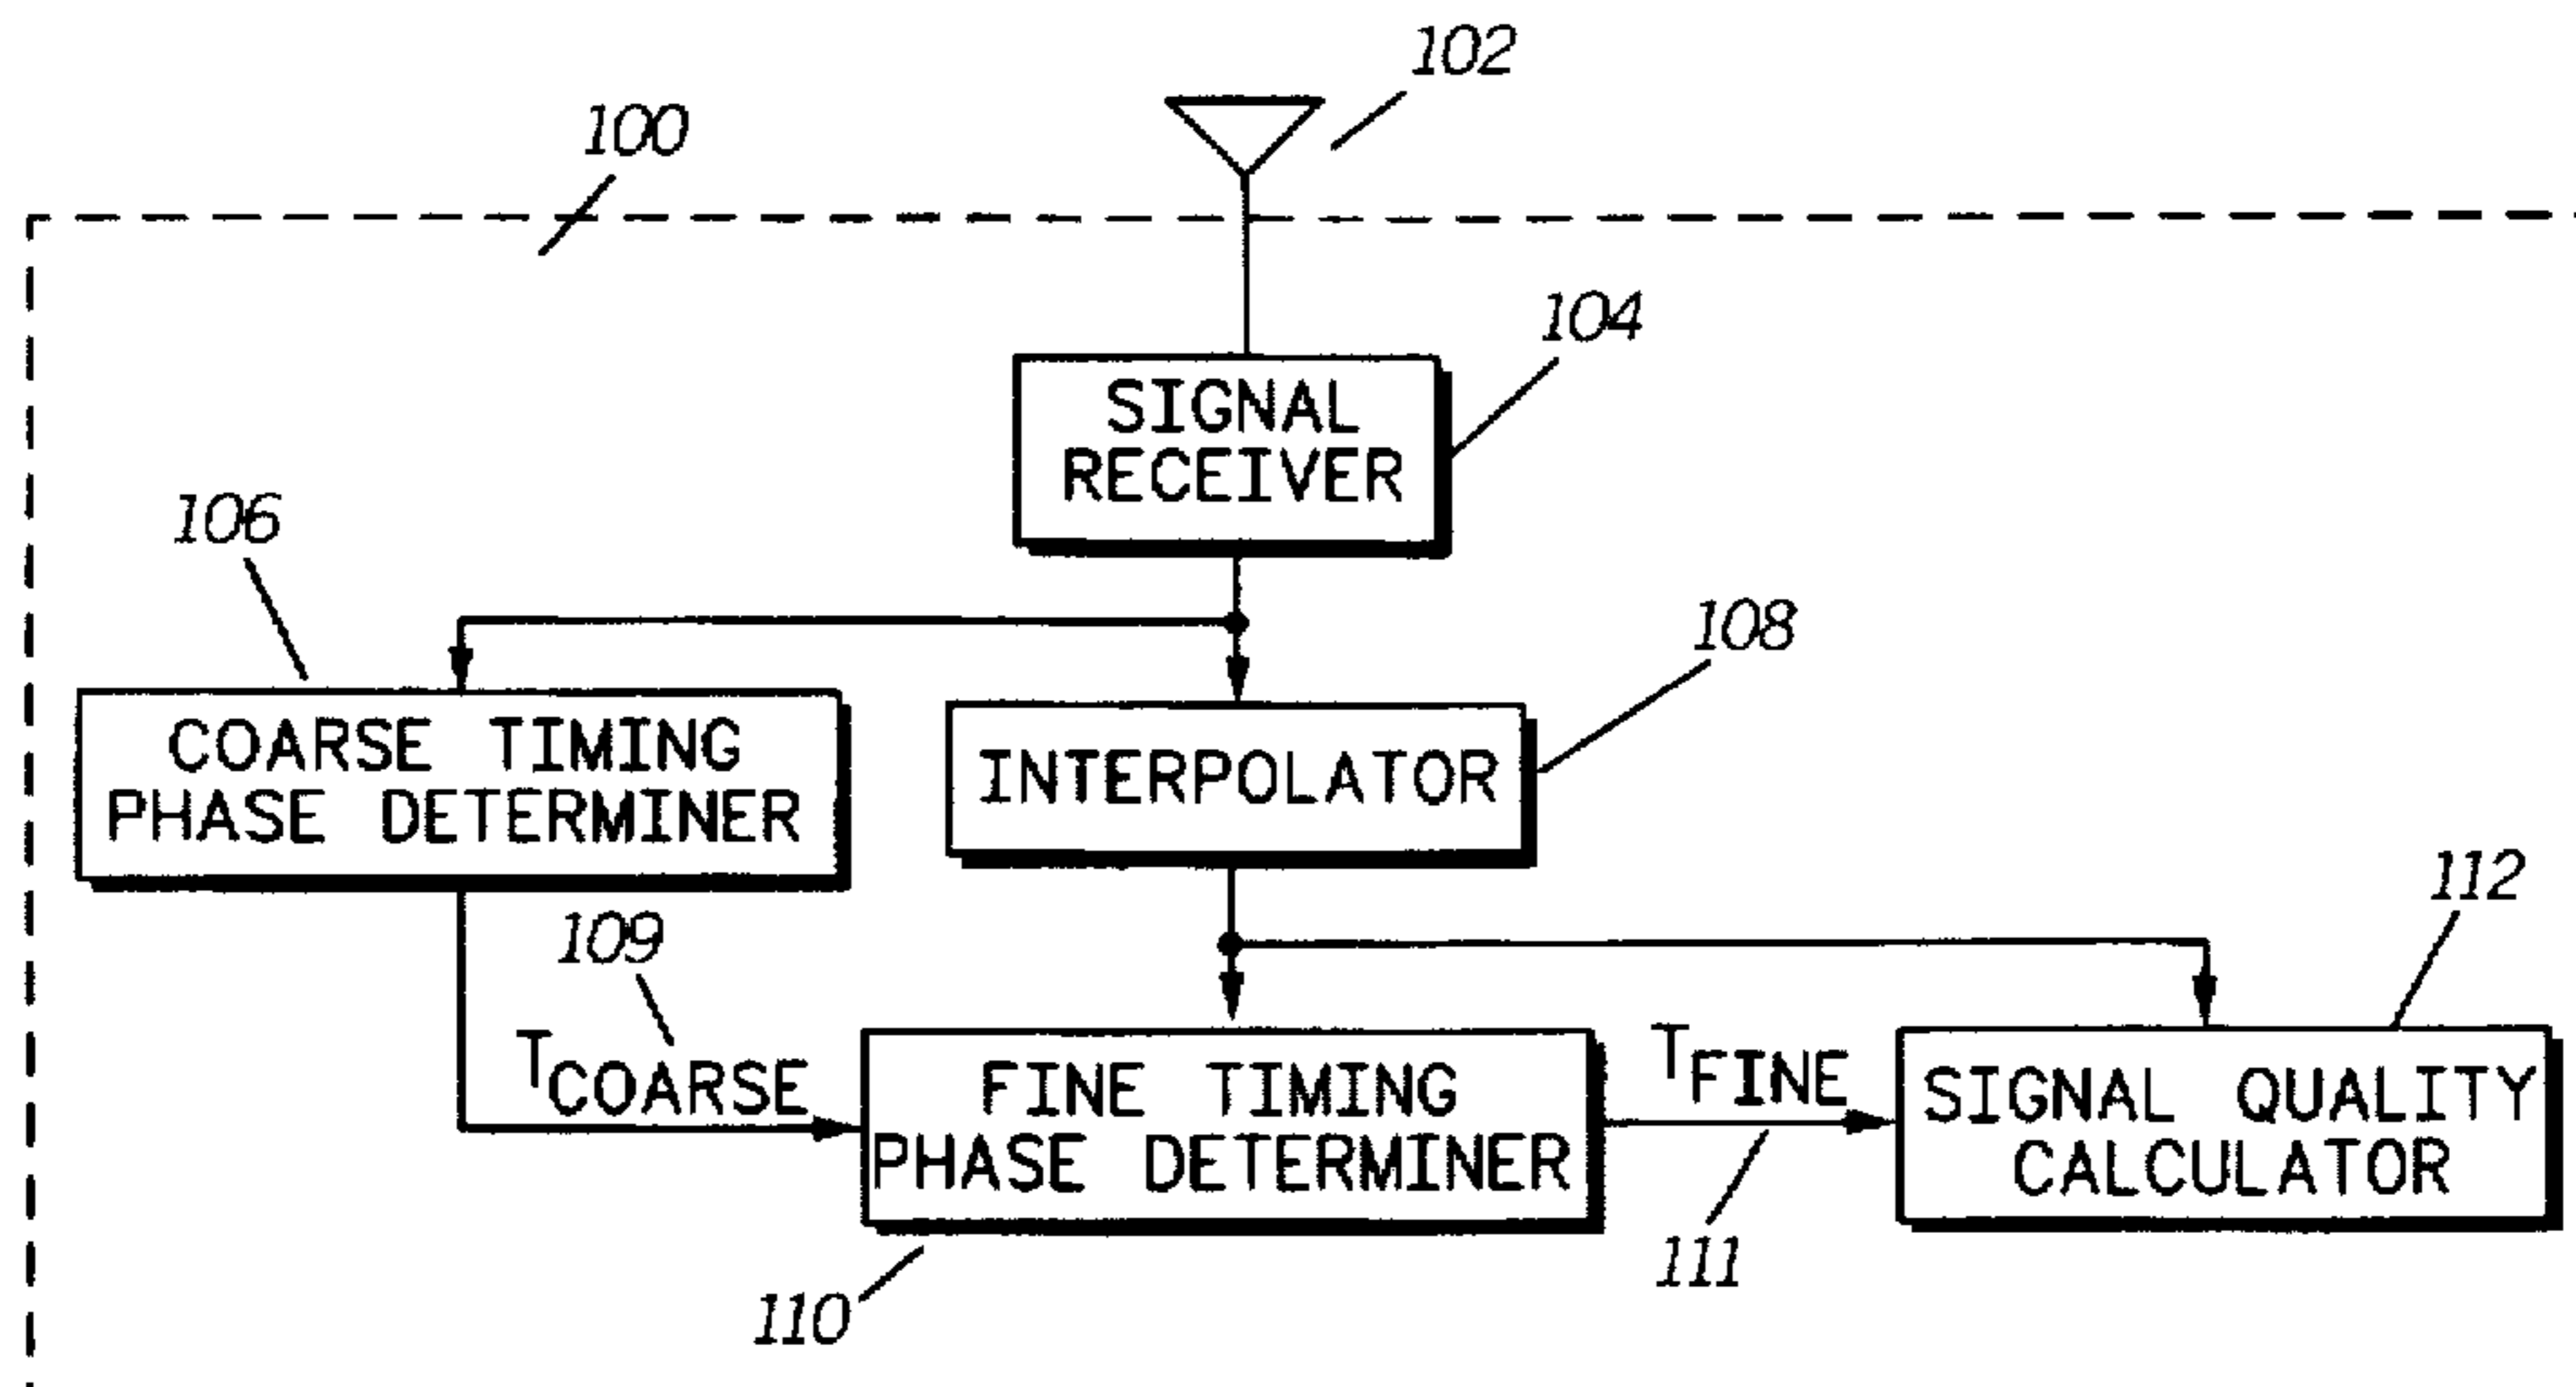 102
100
104
SIGNAL
RECEIVER
106
108
COARSE TIMING
PHASE DETERMINER
INTERPOLATOR
112
109
TCOARSE
FINE TIMING
PHASE DETERMINER
TFINE
SIGNAL QUALITY
CALCULATOR
111
110